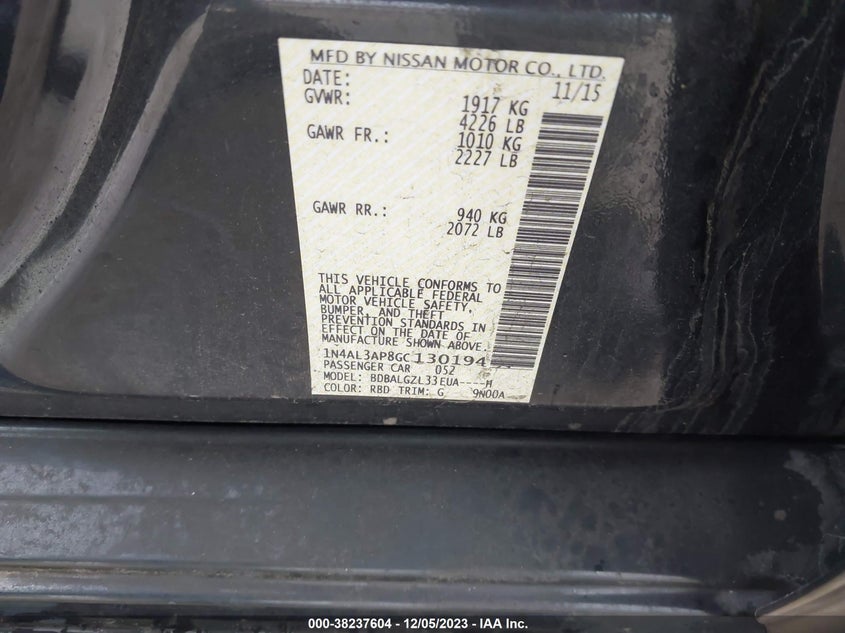 MFD BY NISSAN MOTOR CO., LTD.
DATE: 11/15
GVWR: 1917 KG
4226 LB
GAWR FR.: 1010 KG
2227 LB
GAWR RR.: 940 KG
2072 LB
THIS VEHICLE CONFORMS TO
ALL APPLICABLE FEDERAL
MOTOR VEHICLE SAFETY,
BUMPER, AND THEFT
PREVENTION STANDARDS IN
EFFECT ON THE DATE OF
MANUFACTURE SHOWN ABOVE.
1N4AL3AP8GC130194
PASSENGER CAR 052
MODEL: BDBALGZL33EUA----M
COLOR: RBD TRIM: G 9N00A
000-38237604 - 12/05/2023 - IAA Inc.